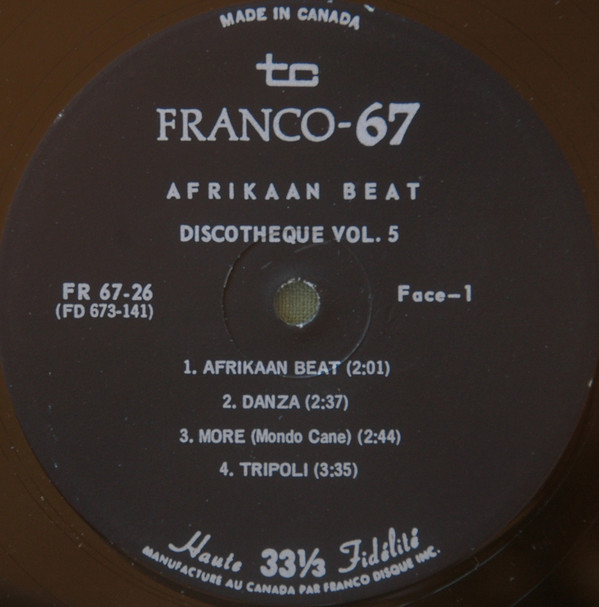 MADE IN CANADA
tc
FRANCO-67
AFRIKAAN BEAT
DISCOTHEQUE VOL. 5
FR 67-26
(FD 673-141)
Face-1
1. AFRIKAAN BEAT (2:01)
2. DANZA (2:37)
3. MORE (Mondo Cane) (2:44)
4. TRIPOLI (3:35)
Haute 33⅓ Fidélité
MANUFACTURÉ AU CANADA PAR FRANCO DISQUE INC.